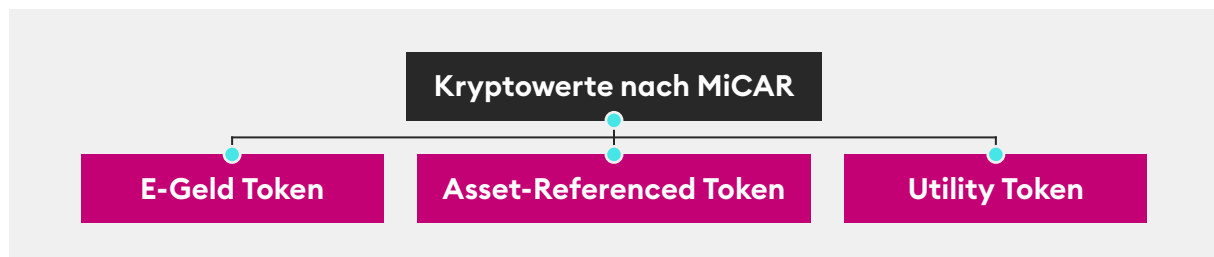 Kryptowerte nach MiCAR
E-Geld Token
Asset-Referenced Token
Utility Token